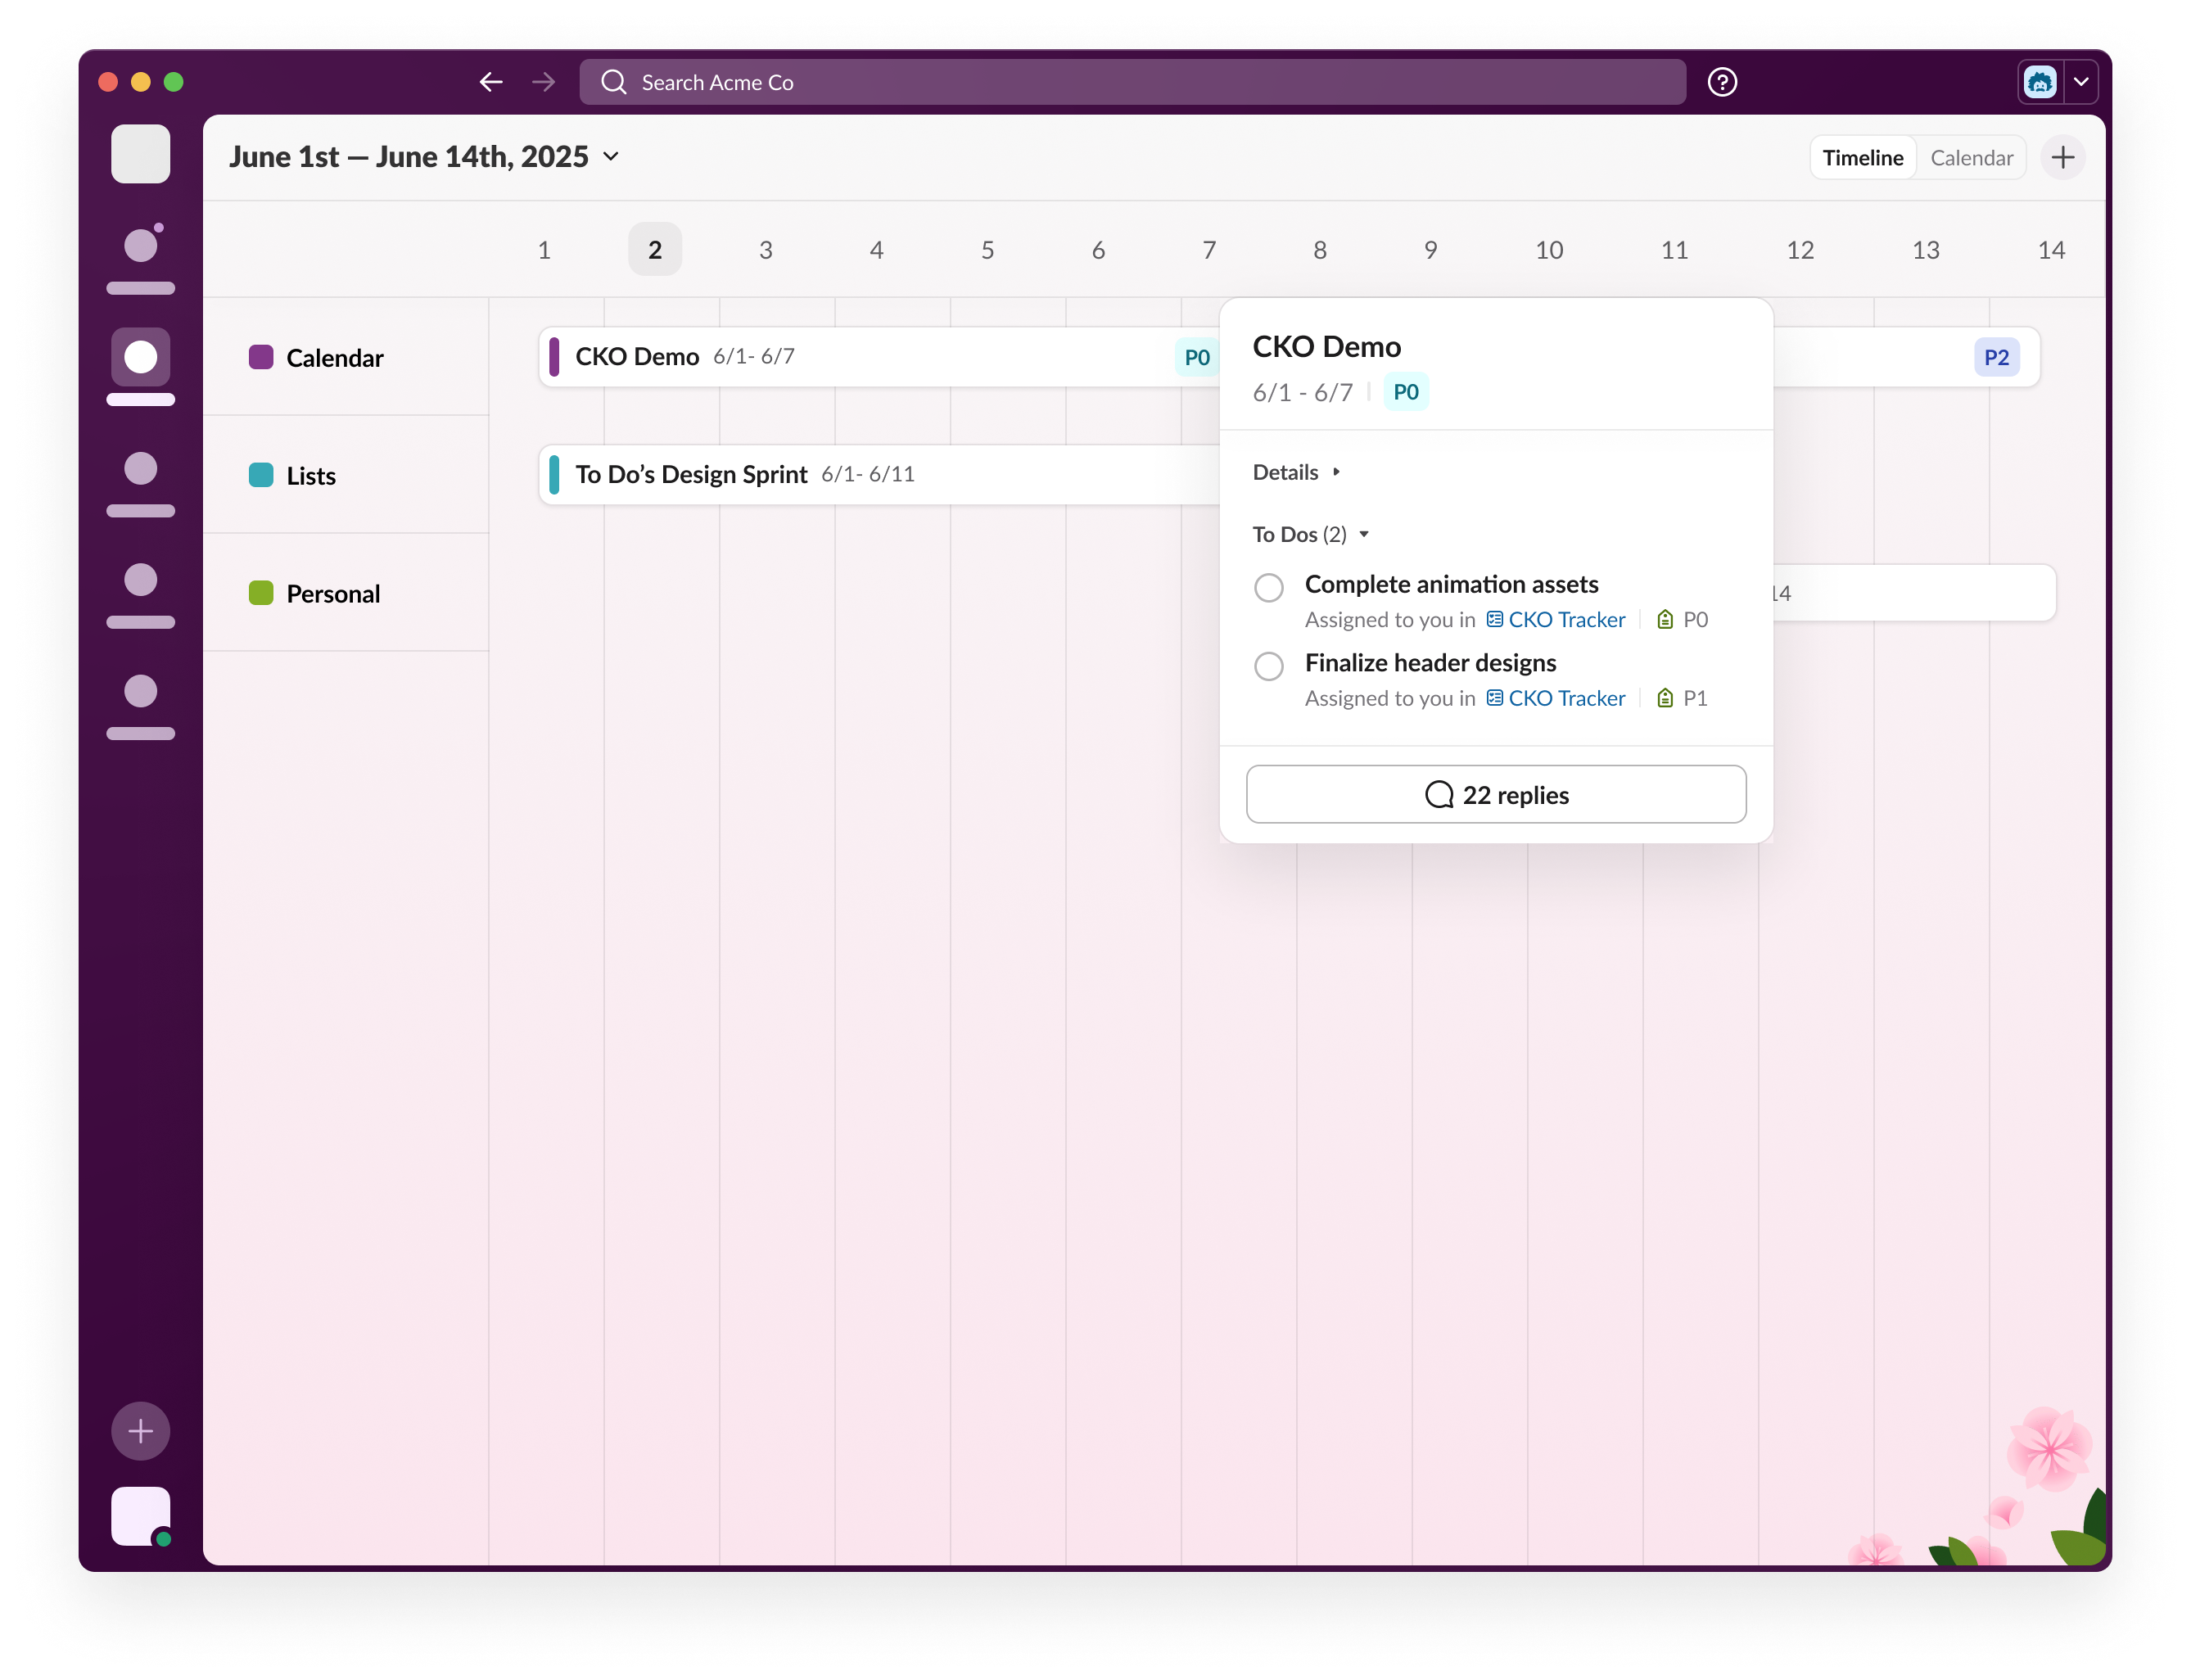 Search Acme Co
June 1st — June 14th, 2025
Timeline
Calendar
1 2 3 4 5 6 7 8 9 10 11 12 13 14
Calendar
CKO Demo 6/1- 6/7 P0
P2
Lists
To Do’s Design Sprint 6/1- 6/11
Personal
14
CKO Demo
6/1 - 6/7 P0
Details
To Dos (2)
Complete animation assets
Assigned to you in CKO Tracker P0
Finalize header designs
Assigned to you in CKO Tracker P1
22 replies